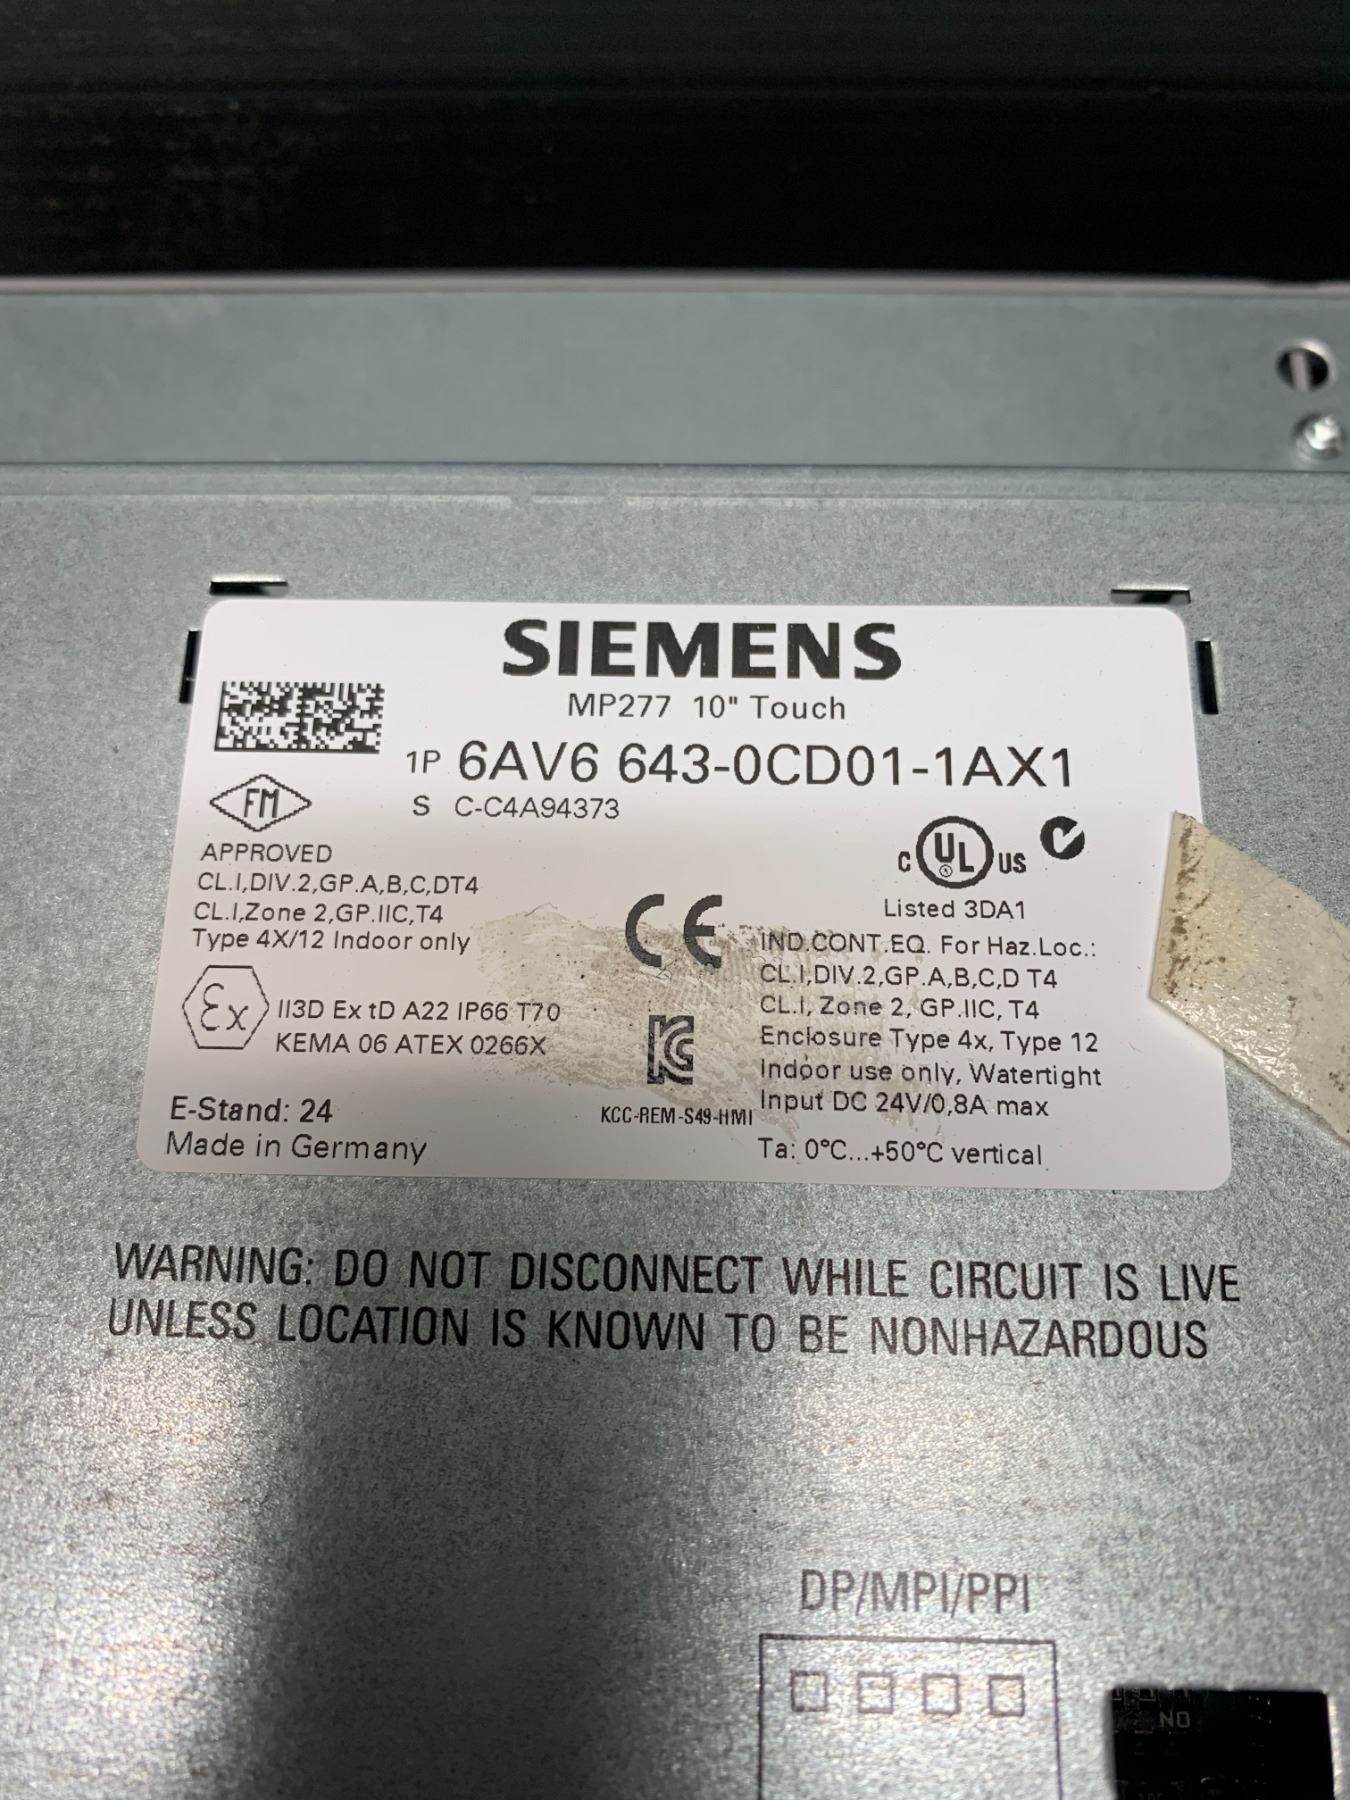 SIEMENS
MP277 10" Touch
1P 6AV6 643-0CD01-1AX1
S C-C4A94373
FM
APPROVED
CL.I,DIV.2,GP.A,B,C,DT4
CL.I,Zone 2,GP.IIC,T4
Type 4X/12 Indoor only
Ex II3D Ex tD A22 IP66 T70
KEMA 06 ATEX 0266X
E-Stand: 24
Made in Germany
CE
KCC-REM-S49-HMI
C UL US
Listed 3DA1
IND.CONT.EQ. For Haz.Loc.:
CL.I,DIV.2,GP.A,B,C,D T4
CL.I, Zone 2, GP.IIC, T4
Enclosure Type 4x, Type 12
Indoor use only, Watertight
Input DC 24V/0,8A max
Ta: 0°C...+50°C vertical
WARNING: DO NOT DISCONNECT WHILE CIRCUIT IS LIVE
UNLESS LOCATION IS KNOWN TO BE NONHAZARDOUS
DP/MPI/PPI
ON